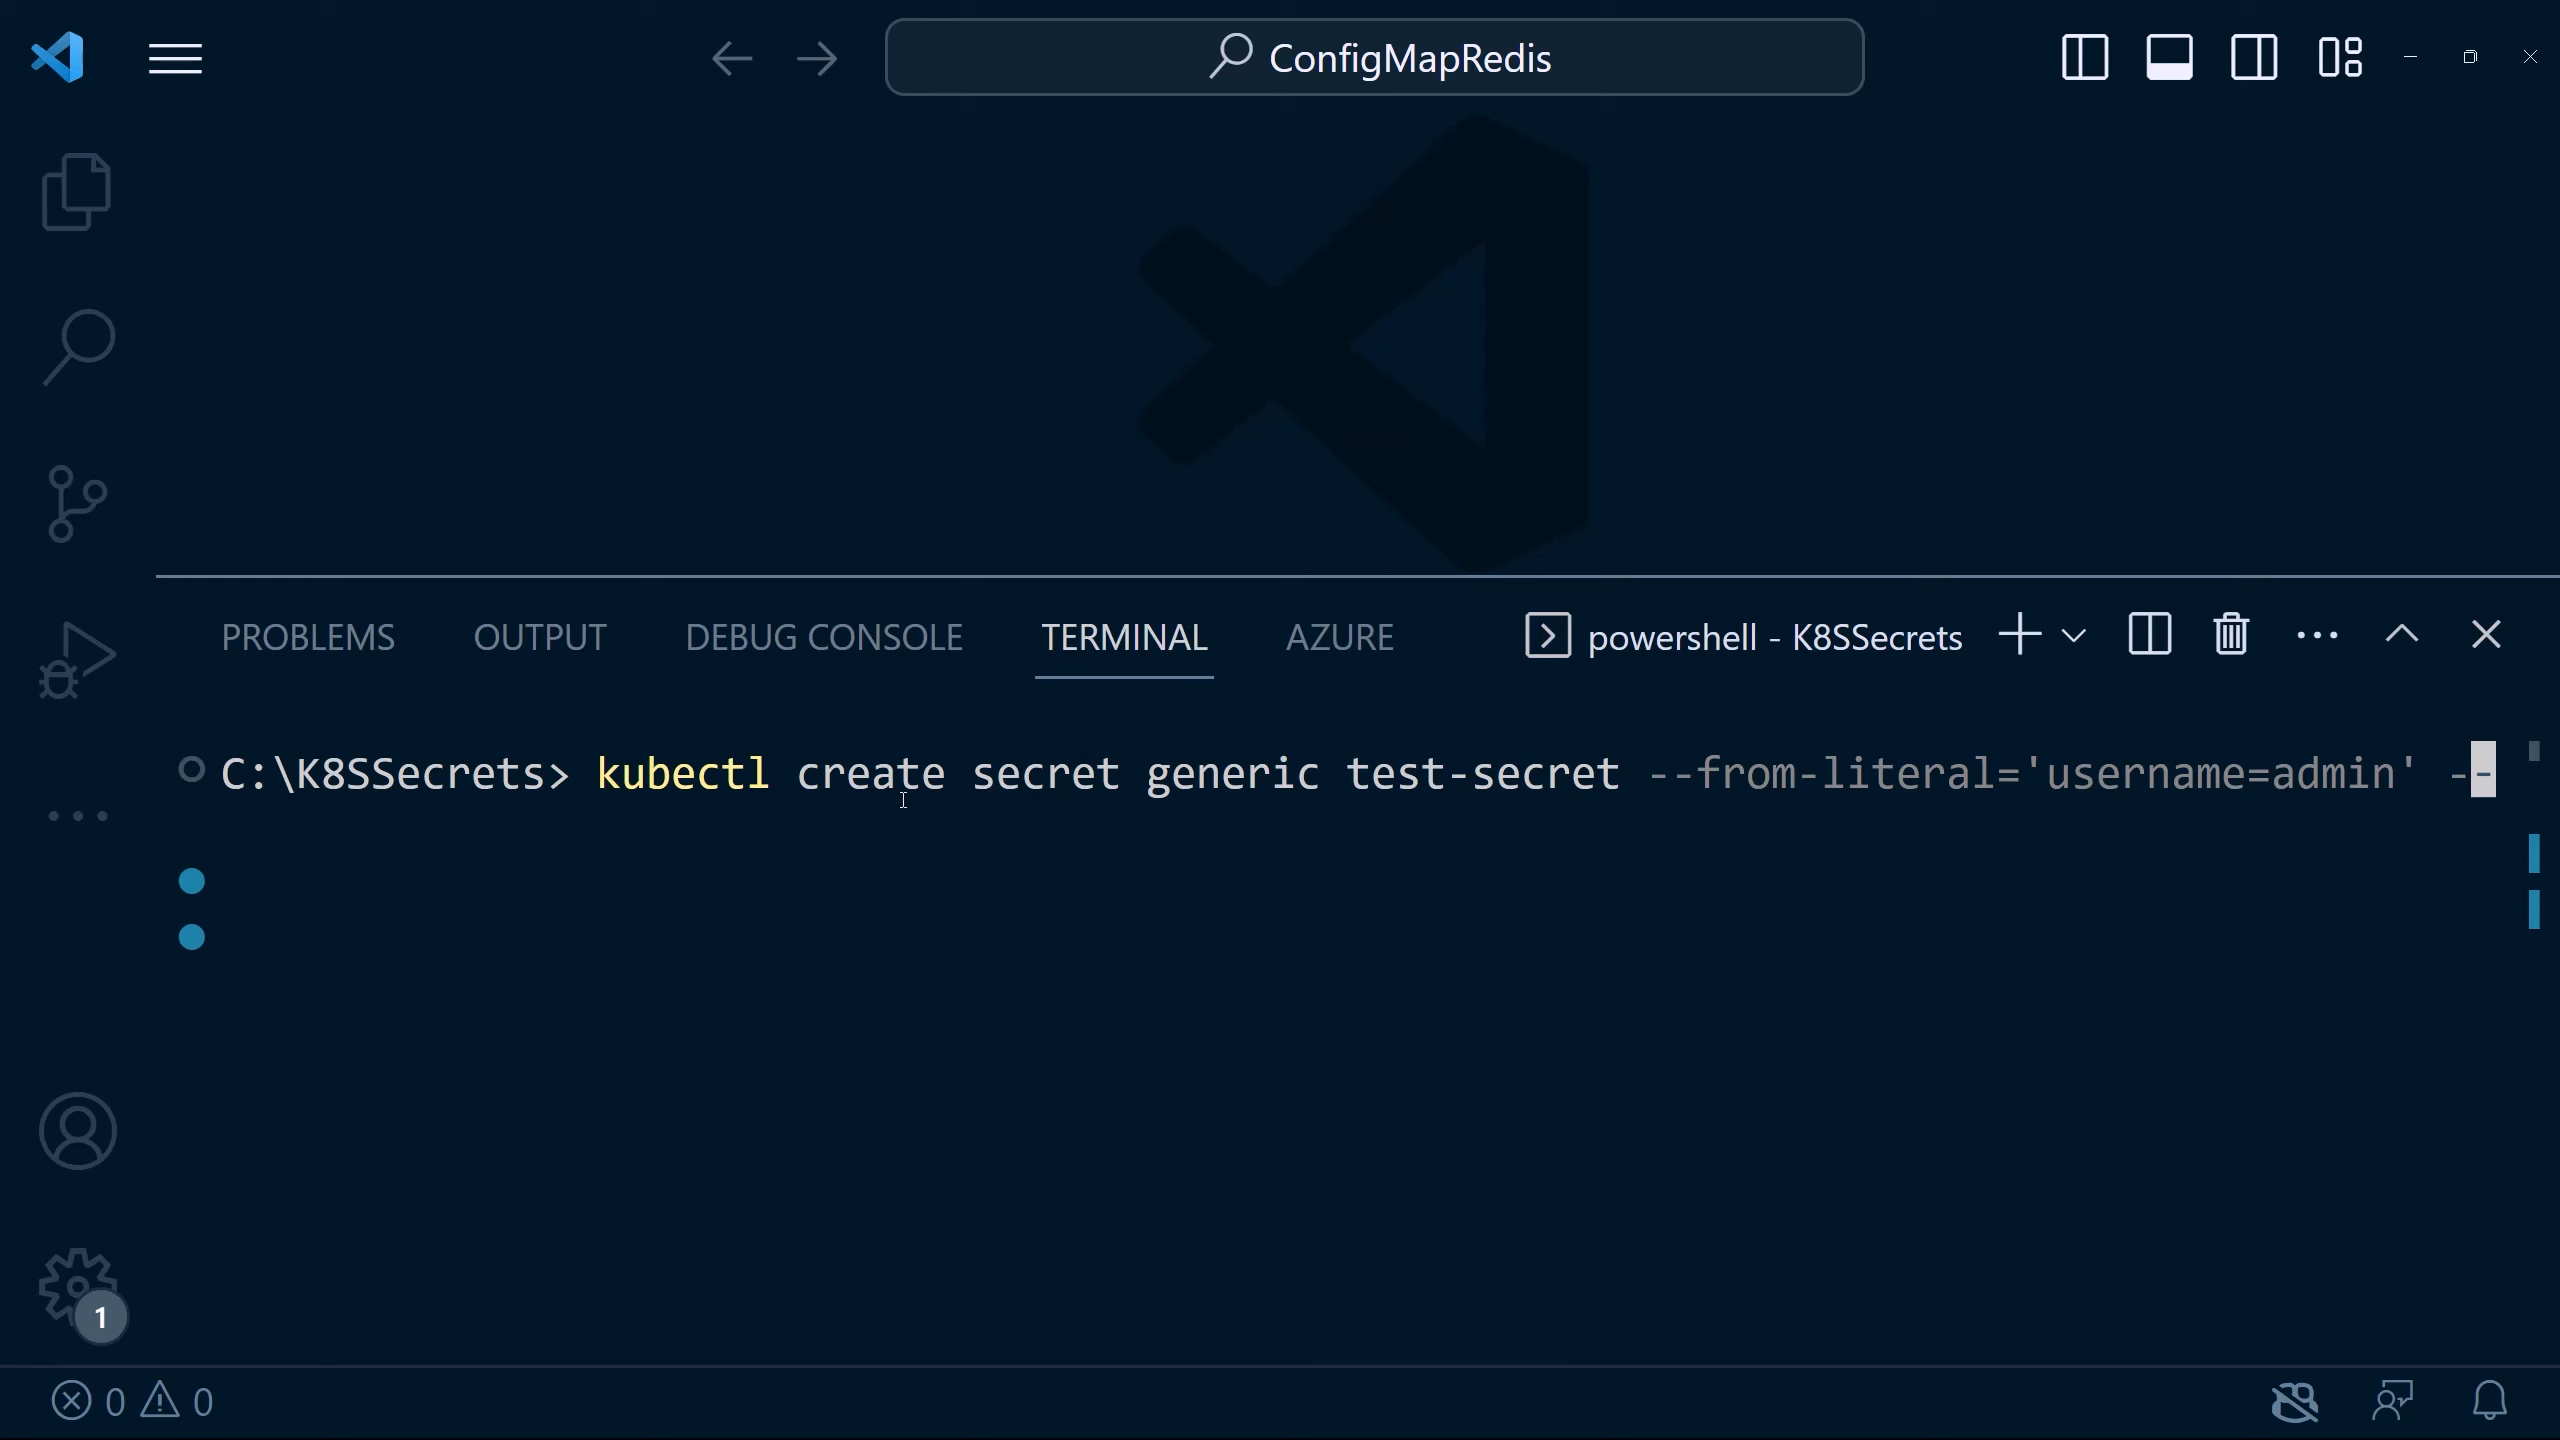 ConfigMapRedis
PROBLEMS OUTPUT DEBUG CONSOLE TERMINAL AZURE powershell - K8SSecrets
C:\K8SSecrets> kubectl create secret generic test-secret --from-literal='username=admin' --
1
0 0